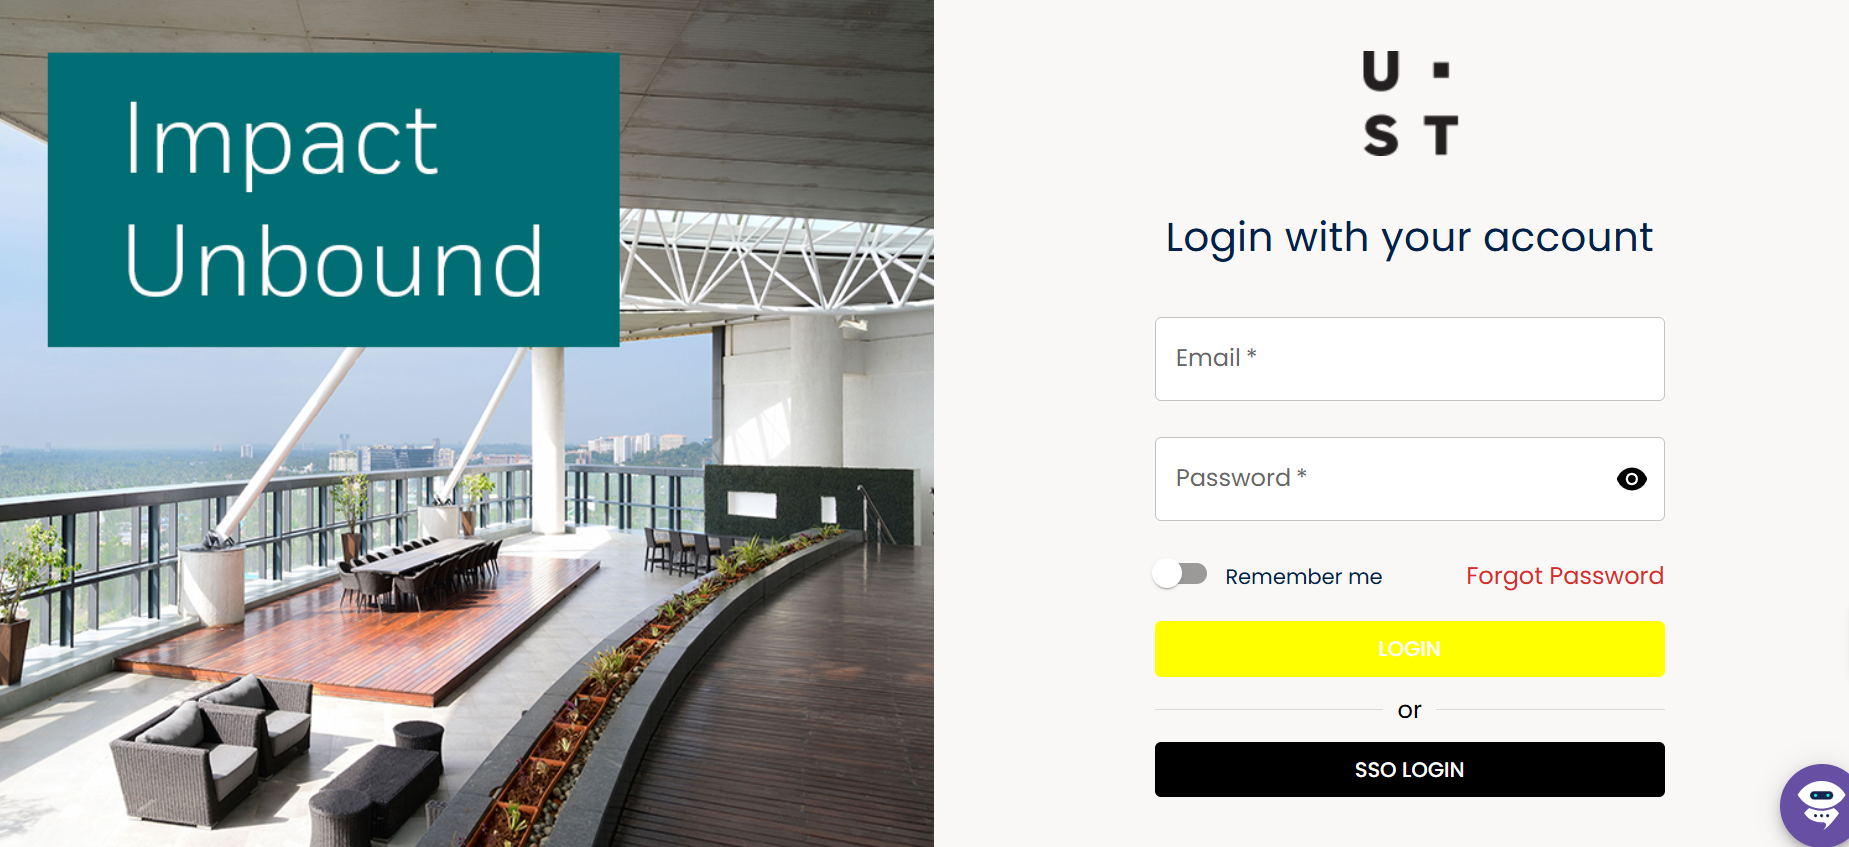 Impact
Unbound
U ▪
S T
Login with your account
Email *
Password *
Remember me
Forgot Password
LOGIN
or
SSO LOGIN